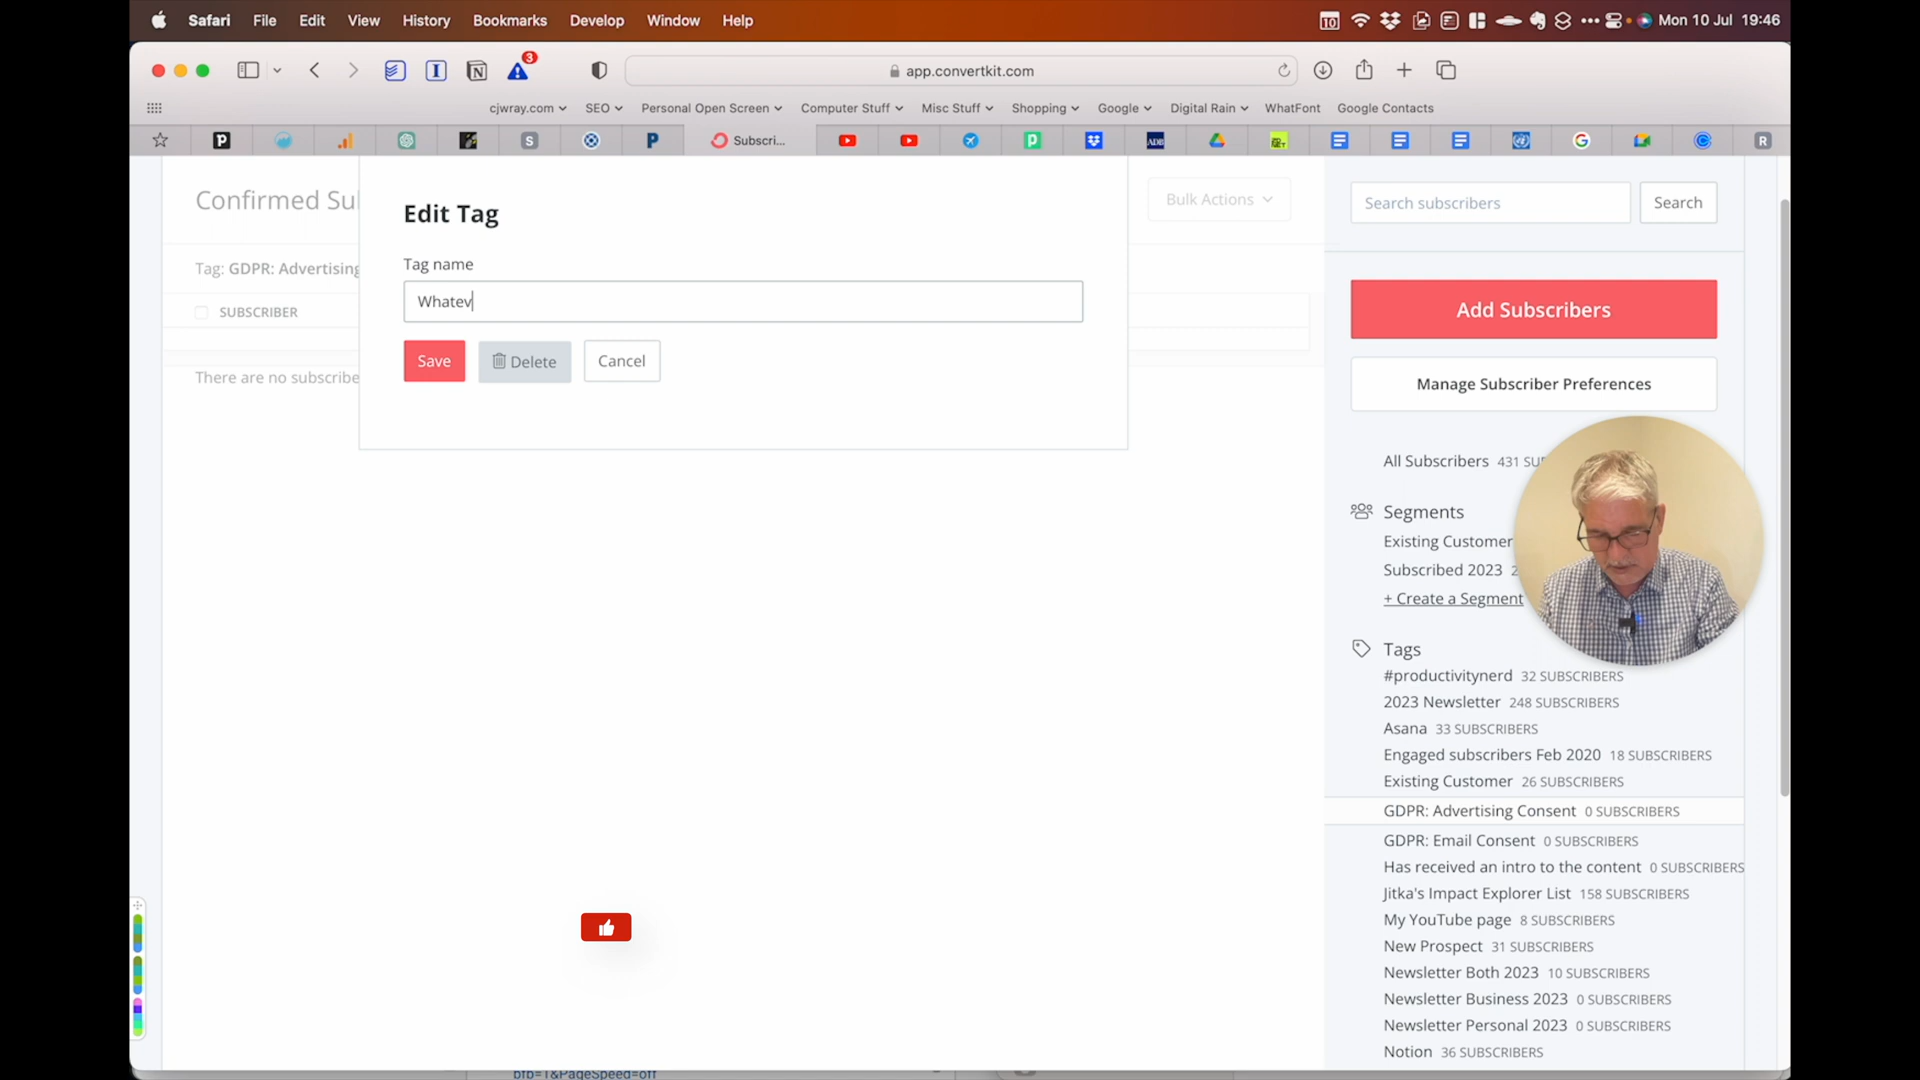 Safari File Edit View History Bookmarks Develop Window Help
10
Mon 10 Jul 19:46
3
app.convertkit.com
cjwray.com SEO Personal Open Screen Computer Stuff Misc Stuff Shopping Google Digital Rain WhatFont Google Contacts
Subscri...
Confirmed Su
Edit Tag
Bulk Actions
Search subscribers
Search
Tag name
Tag: GDPR: Advertising
Whatev
SUBSCRIBER
Add Subscribers
Save
Delete
Cancel
There are no subscribe
Manage Subscriber Preferences
All Subscribers 431 SU
Segments
Existing Customer
Subscribed 2023 2
+ Create a Segment
Tags
#productivitynerd 32 SUBSCRIBERS
2023 Newsletter 248 SUBSCRIBERS
Asana 33 SUBSCRIBERS
Engaged subscribers Feb 2020 18 SUBSCRIBERS
Existing Customer 26 SUBSCRIBERS
GDPR: Advertising Consent 0 SUBSCRIBERS
GDPR: Email Consent 0 SUBSCRIBERS
Has received an intro to the content 0 SUBSCRIBERS
Jitka's Impact Explorer List 158 SUBSCRIBERS
My YouTube page 8 SUBSCRIBERS
New Prospect 31 SUBSCRIBERS
Newsletter Both 2023 10 SUBSCRIBERS
Newsletter Business 2023 0 SUBSCRIBERS
Newsletter Personal 2023 0 SUBSCRIBERS
Notion 36 SUBSCRIBERS